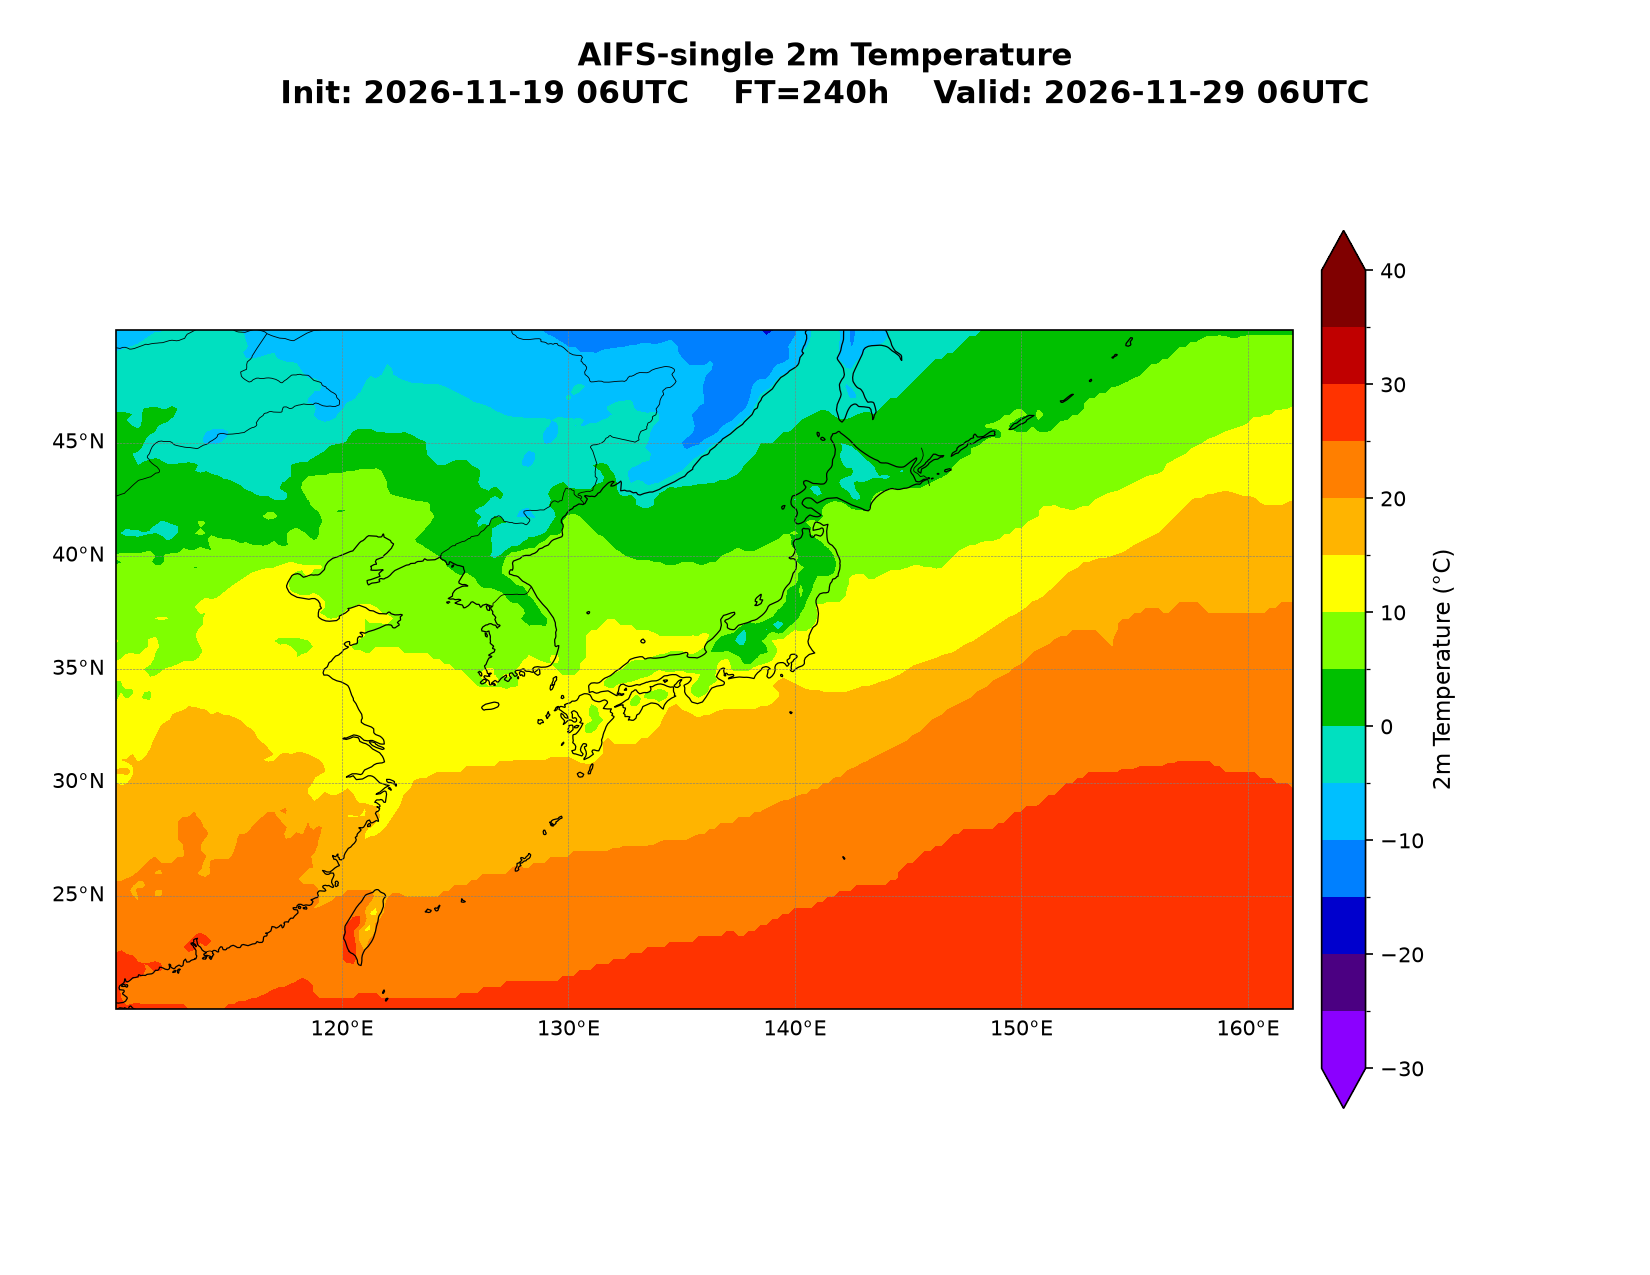 AIFS-single 2m Temperature
Init: 2026-11-19 06UTC    FT=240h    Valid: 2026-11-29 06UTC
45°N
40°N
35°N
30°N
25°N
120°E
130°E
140°E
150°E
160°E
40
30
20
10
0
−10
−20
−30
2m Temperature (°C)